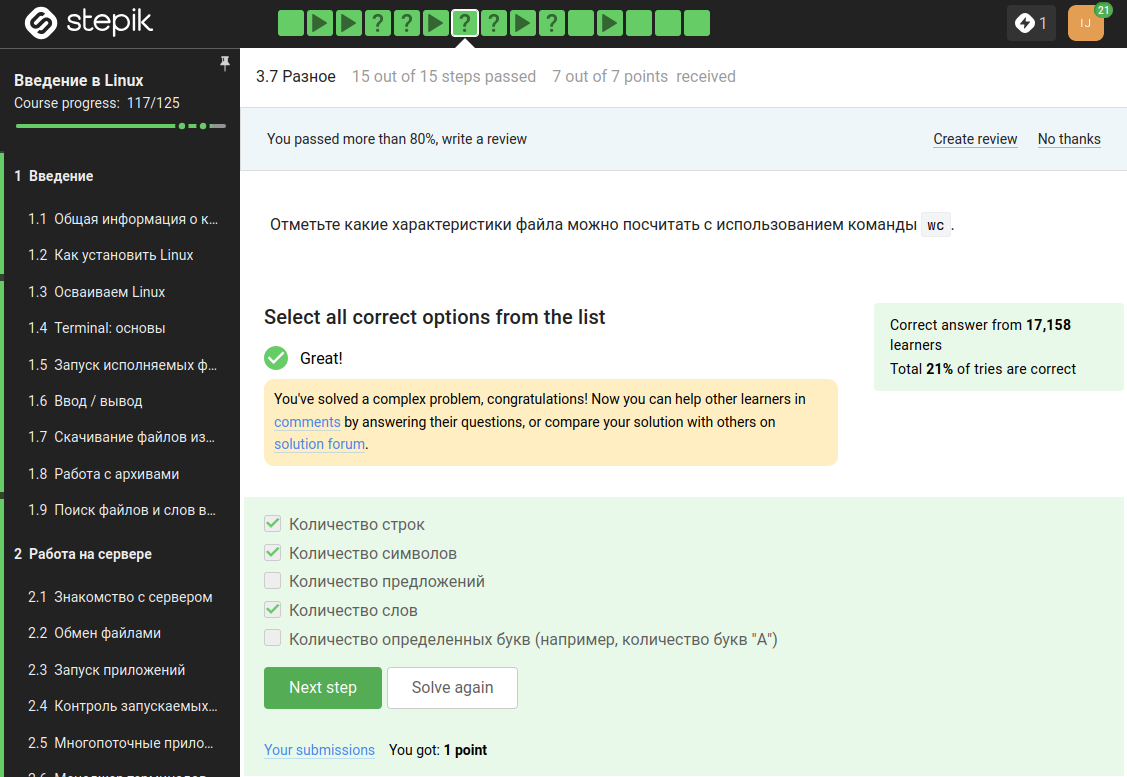 stepik
? ? ? ? ? 
1
IJ
21
Введение в Linux
Course progress: 117/125
1 Введение
1.1 Общая информация о к...
1.2 Как установить Linux
1.3 Осваиваем Linux
1.4 Terminal: основы
1.5 Запуск исполняемых ф...
1.6 Ввод / вывод
1.7 Скачивание файлов из...
1.8 Работа с архивами
1.9 Поиск файлов и слов в...
2 Работа на сервере
2.1 Знакомство с сервером
2.2 Обмен файлами
2.3 Запуск приложений
2.4 Контроль запускаемых...
2.5 Многопоточные прило...
3.7 Разное 15 out of 15 steps passed 7 out of 7 points received
You passed more than 80%, write a review
Create review No thanks
Отметьте какие характеристики файла можно посчитать с использованием команды wc.
Select all correct options from the list
Great!
You've solved a complex problem, congratulations! Now you can help other learners in
comments by answering their questions, or compare your solution with others on
solution forum.
Correct answer from 17,158
learners
Total 21% of tries are correct
Количество строк
Количество символов
Количество предложений
Количество слов
Количество определенных букв (например, количество букв "A")
Next step Solve again
Your submissions You got: 1 point